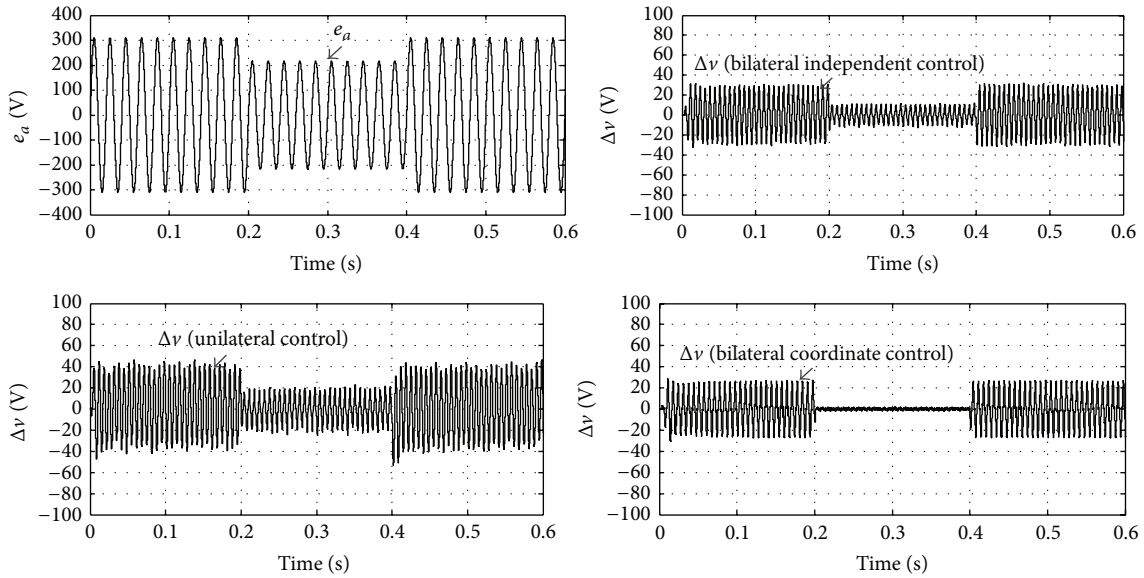 400
300
200
100
0
−100
−200
−300
−400
e_a (V)
e_a
0 0.1 0.2 0.3 0.4 0.5 0.6
Time (s)
100
80
60
40
20
0
−20
−40
−60
−80
−100
Δv (V)
Δv (bilateral independent control)
0 0.1 0.2 0.3 0.4 0.5 0.6
Time (s)
100
80
60
40
20
0
−20
−40
−60
−80
−100
Δv (V)
Δv (unilateral control)
0 0.1 0.2 0.3 0.4 0.5 0.6
Time (s)
100
80
60
40
20
0
−20
−40
−60
−80
−100
Δv (V)
Δv (bilateral coordinate control)
0 0.1 0.2 0.3 0.4 0.5 0.6
Time (s)